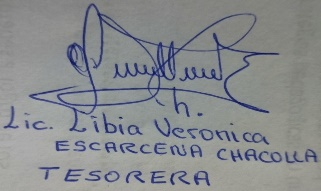 h.
Lic. Libia Veronica
ESCARCENA CHACOLLA
TESORERA